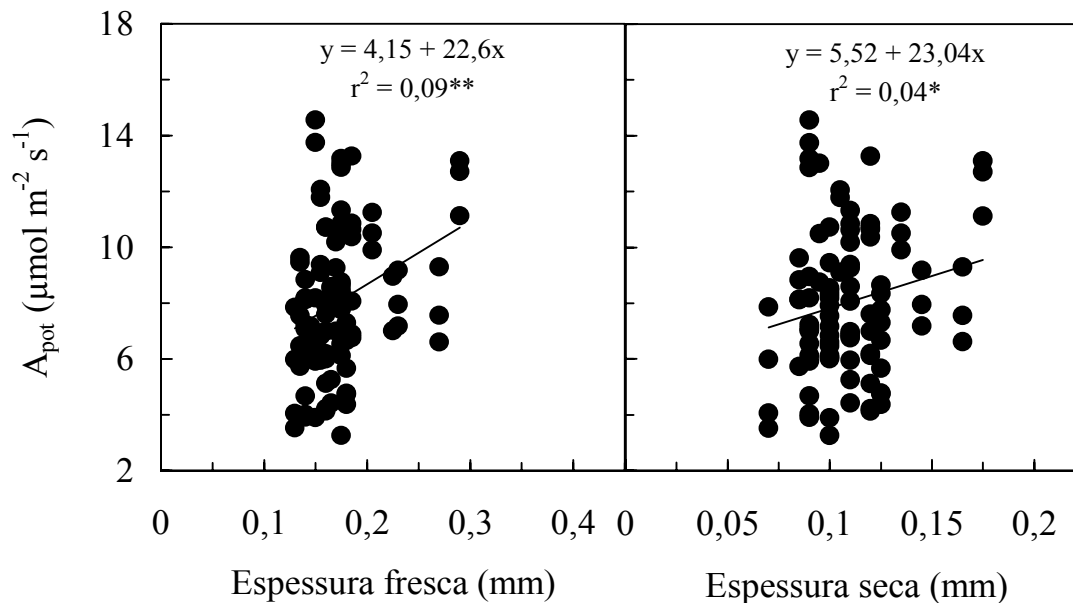 18
14
10
6
2
A_pot (µmol m⁻² s⁻¹)
y = 4,15 + 22,6x
r² = 0,09**
y = 5,52 + 23,04x
r² = 0,04*
0 0,1 0,2 0,3 0,4
0 0,05 0,1 0,15 0,2
Espessura fresca (mm)
Espessura seca (mm)